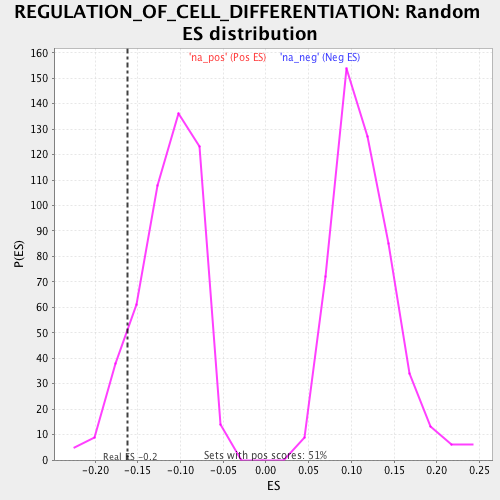 REGULATION_OF_CELL_DIFFERENTIATION: Random
ES distribution
'na_pos' (Pos ES) 'na_neg' (Neg ES)
160
150
140
130
120
110
100
90
80
70
60
50
40
30
20
10
0
P(ES)
Real ES -0.2
Sets with pos scores: 51%
-0.20 -0.15 -0.10 -0.05 0.00 0.05 0.10 0.15 0.20 0.25
ES